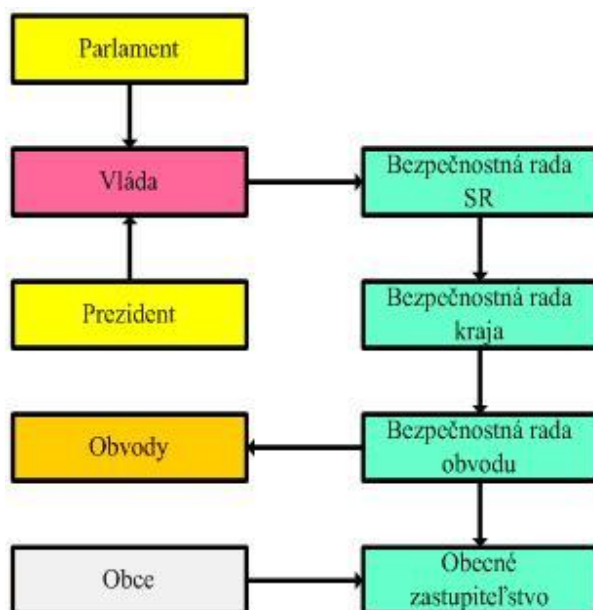 Parlament
Vláda
Bezpečnostná rada
SR
Prezident
Bezpečnostná rada
kraja
Obvody
Bezpečnostná rada
obvodu
Obce
Obecné
zastupiteľstvo